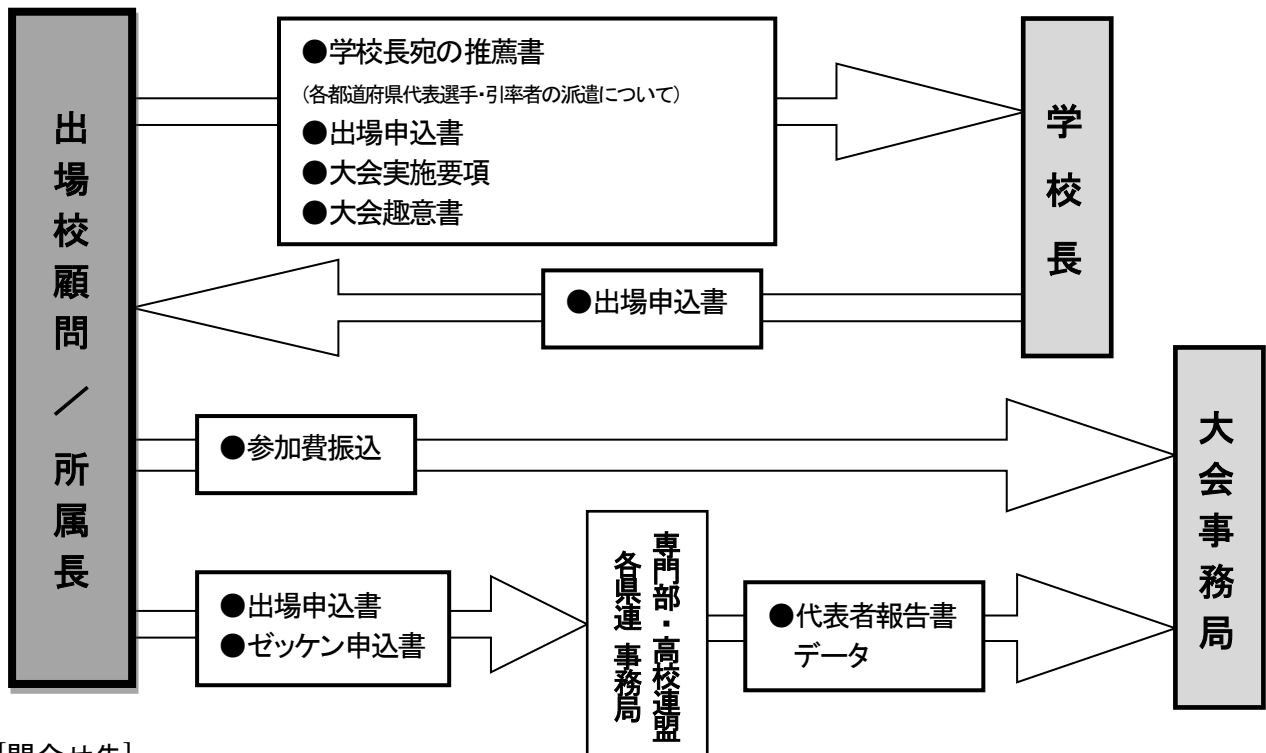 出場校顧問／所属長
●学校長宛の推薦書
（各都道府県代表選手・引率者の派遣について）
●出場申込書
●大会実施要項
●大会趣意書
学校長
●出場申込書
●参加費振込
大会事務局
●出場申込書
●ゼッケン申込書
専門部・高校連盟
各県連 事務局
●代表者報告書
データ
[問合せ先]